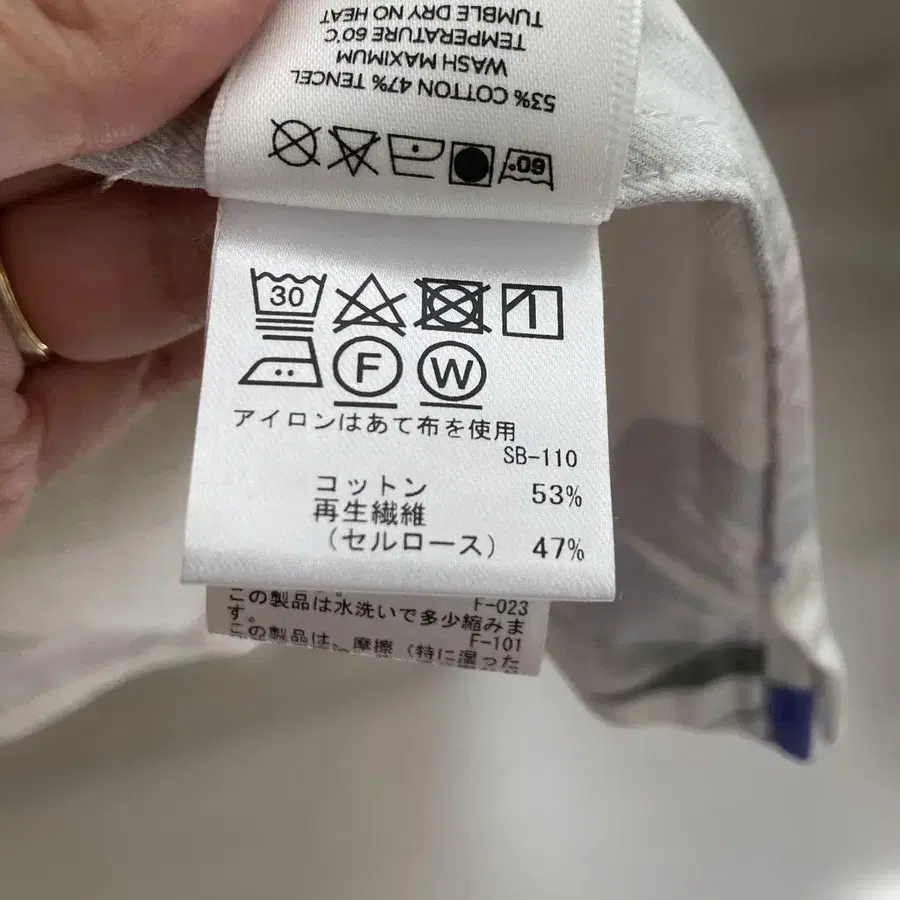 53% COTTON 47% TENCEL
WASH MAXIMUM
TEMPERATURE 60°C
TUMBLE DRY NO HEAT
60°
30
F W
アイロンはあて布を使用
SB-110
コットン 53%
再生繊維
(セルロース) 47%
F-023
この製品は水洗いで多少縮みま
す。
F-101
この製品は、摩擦(特に湿った